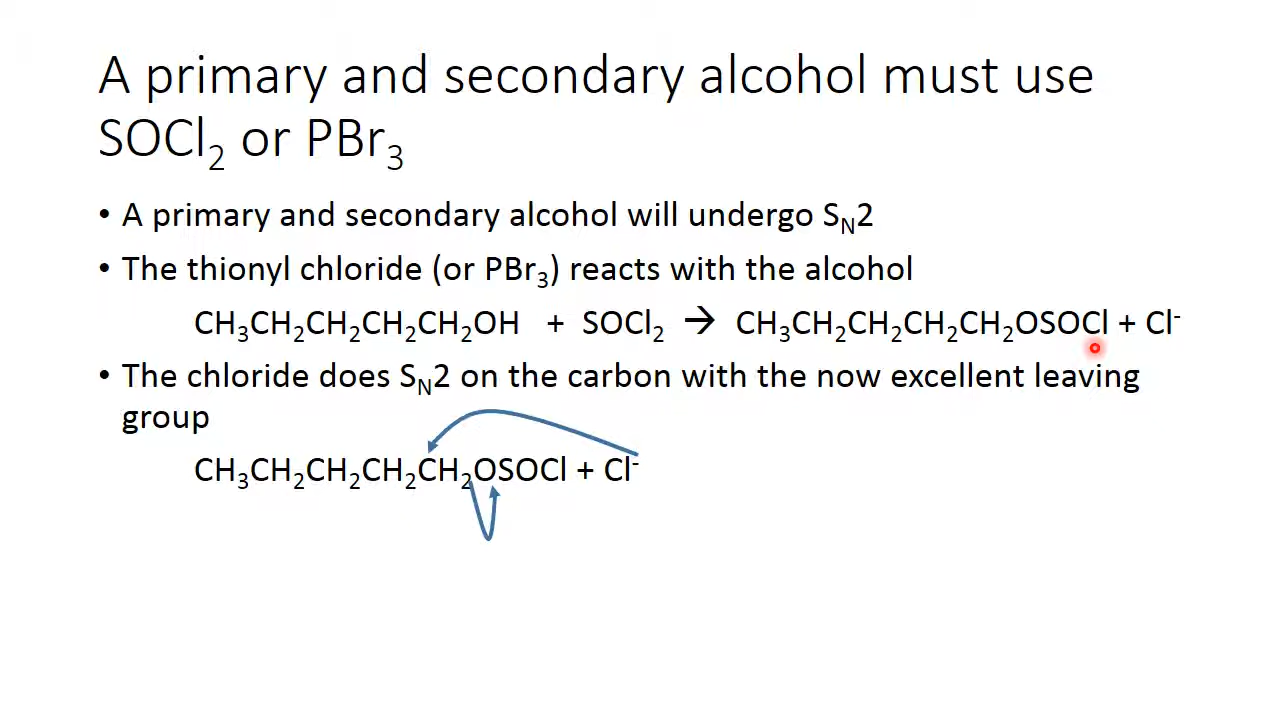 A primary and secondary alcohol must use
SOCl₂ or PBr₃
• A primary and secondary alcohol will undergo S_N2
• The thionyl chloride (or PBr₃) reacts with the alcohol
CH₃CH₂CH₂CH₂CH₂OH + SOCl₂ → CH₃CH₂CH₂CH₂CH₂OSOCl + Cl⁻
• The chloride does S_N2 on the carbon with the now excellent leaving
group
CH₃CH₂CH₂CH₂CH₂OSOCl + Cl⁻